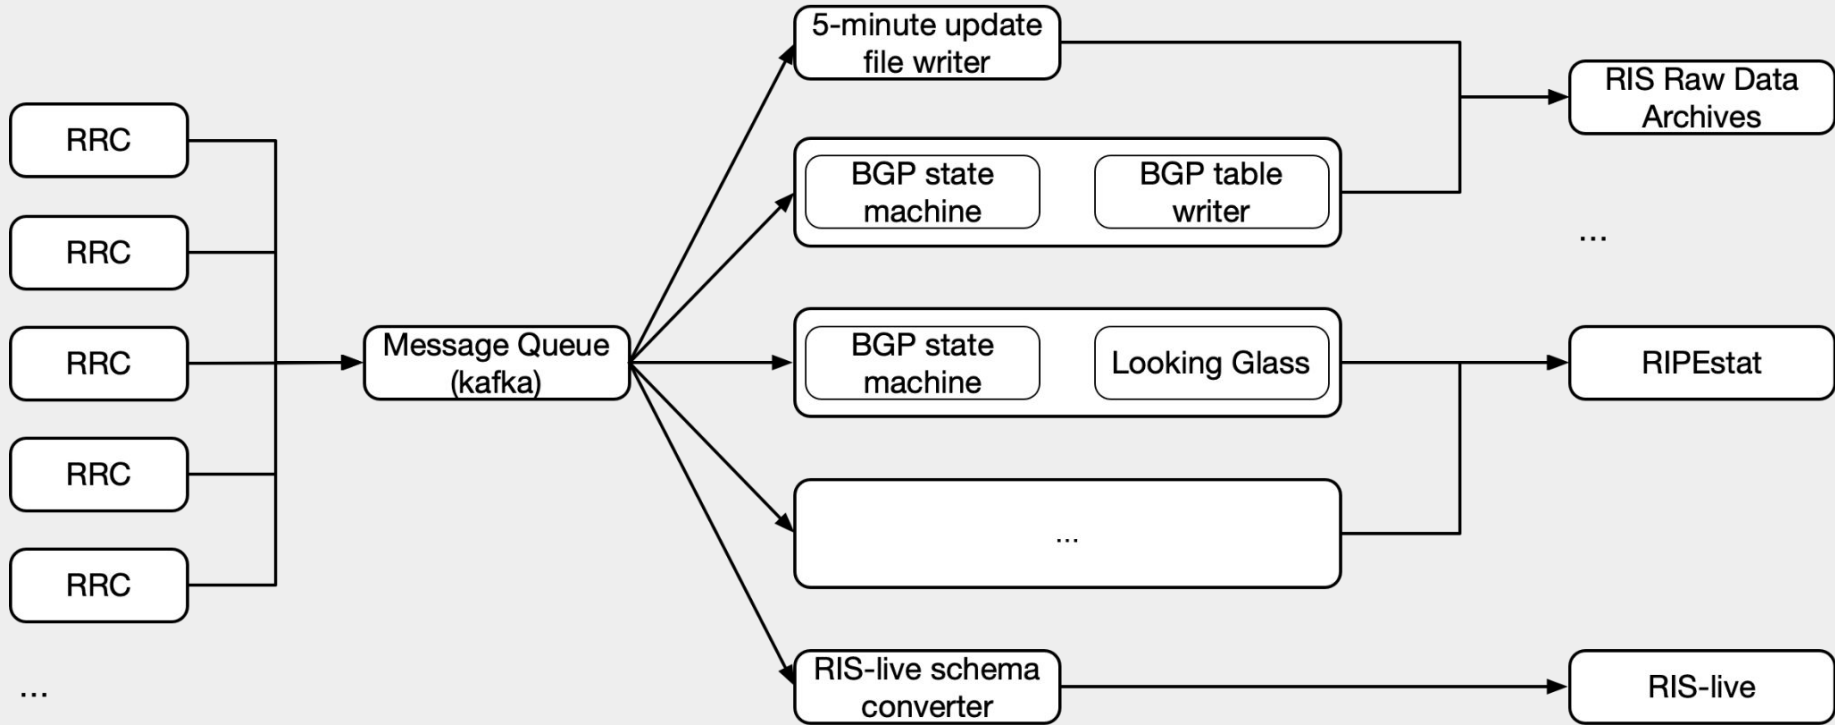 RRC
RRC
RRC
RRC
RRC
...
Message Queue
(kafka)
5-minute update
file writer
BGP state
machine
BGP table
writer
BGP state
machine
Looking Glass
...
RIS-live schema
converter
RIS Raw Data
Archives
...
RIPEstat
RIS-live